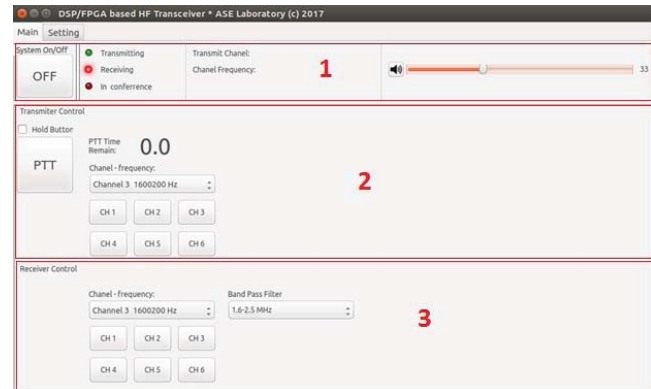 DSP/FPGA based HF Transceiver * ASE Laboratory (c) 2017
Main Setting
System On/Off
OFF
Transmitting
Receiving
In conferrence
Transmit Chanel:
Chanel Frequency:
1
33
Transmiter Control
Hold Button
PTT
PTT Time
Remain:
0.0
Chanel - frequency:
Channel 3 1600200 Hz
CH 1 CH 2 CH 3
CH 4 CH 5 CH 6
2
Receiver Control
Chanel - frequency:
Channel 3 1600200 Hz
Band Pass Filter
1.6-2.5 MHz
CH 1 CH 2 CH 3
CH 4 CH 5 CH 6
3